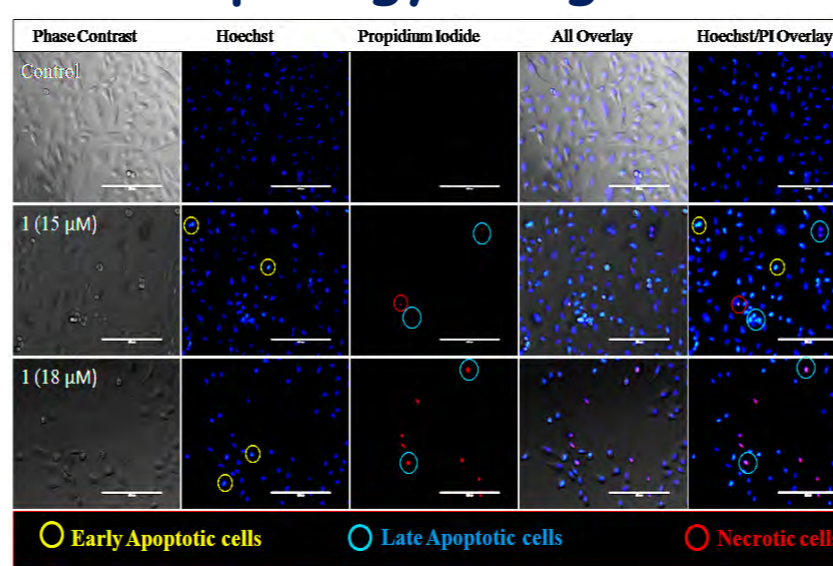 Phase Contrast Hoechst Propidium Iodide All Overlay Hoechst/PI Overlay
Control
1 (15 µM)
1 (18 µM)
Early Apoptotic cells Late Apoptotic cells Necrotic cells